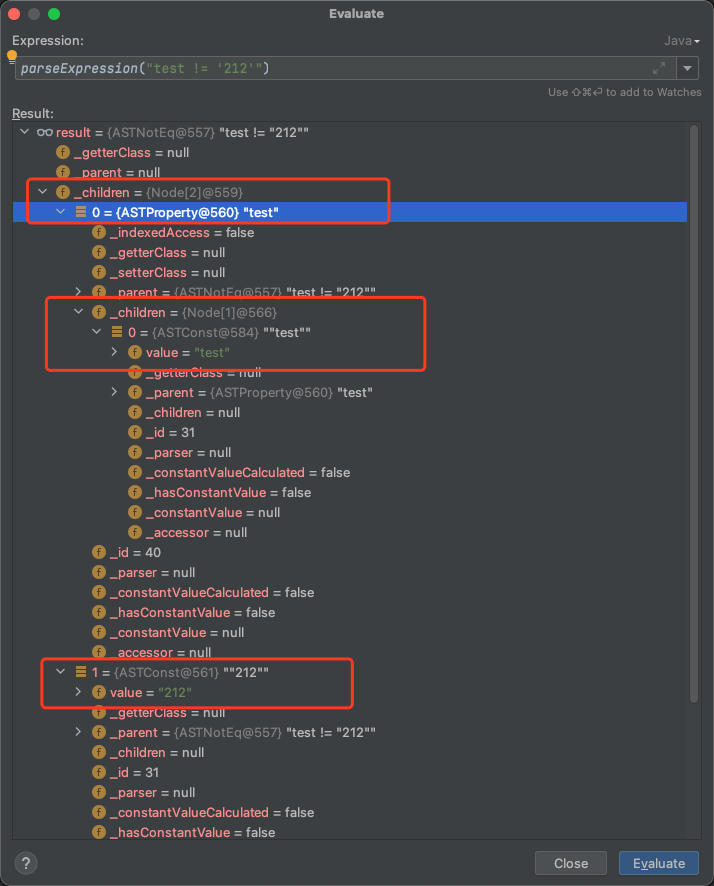 Evaluate
Expression:
Java
parseExpression("test != '212'")
Use ⇧⌘⏎ to add to Watches
Result:
result = {ASTNotEq@557} "test != "212""
f _getterClass = null
f _parent = null
f _children = {Node[2]@559}
0 = {ASTProperty@560} "test"
f _indexedAccess = false
f _getterClass = null
f _setterClass = null
f _parent = {ASTNotEq@557} "test != "212""
f _children = {Node[1]@566}
0 = {ASTConst@584} ""test""
f value = "test"
f _getterClass = null
f _parent = {ASTProperty@560} "test"
f _children = null
f _id = 31
f _parser = null
f _constantValueCalculated = false
f _hasConstantValue = false
f _constantValue = null
f _accessor = null
f _id = 40
f _parser = null
f _constantValueCalculated = false
f _hasConstantValue = false
f _constantValue = null
f _accessor = null
1 = {ASTConst@561} ""212""
f value = "212"
f _getterClass = null
f _parent = {ASTNotEq@557} "test != "212""
f _children = null
f _id = 31
f _parser = null
f _constantValueCalculated = false
f _hasConstantValue = false
? Close Evaluate